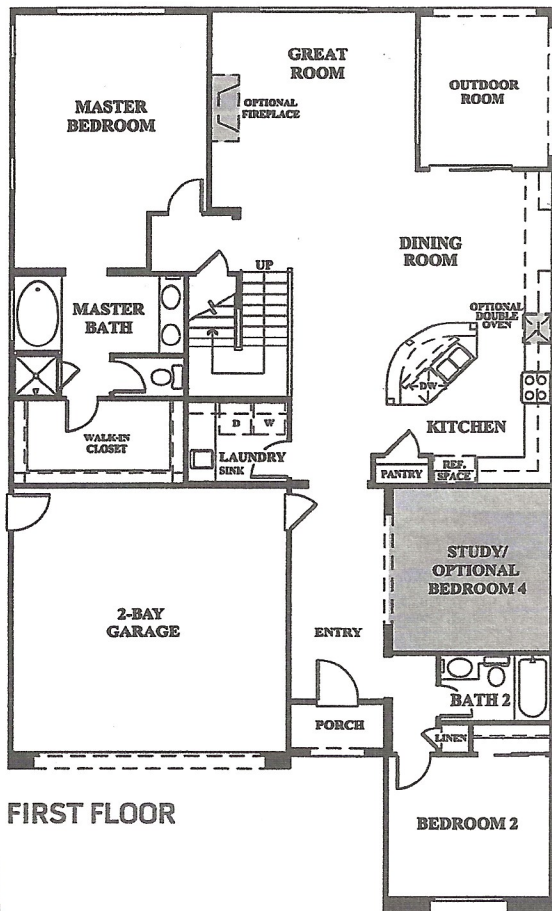 GREAT
ROOM
OUTDOOR
ROOM
MASTER
BEDROOM
OPTIONAL
FIREPLACE
DINING
ROOM
UP
MASTER
BATH
OPTIONAL
DOUBLE
OVEN
DW
KITCHEN
D W
WALK-IN
CLOSET
LAUNDRY
SINK
PANTRY
REF.
SPACE
STUDY/
OPTIONAL
BEDROOM 4
2-BAY
GARAGE
ENTRY
BATH 2
PORCH
LINEN
FIRST FLOOR
BEDROOM 2